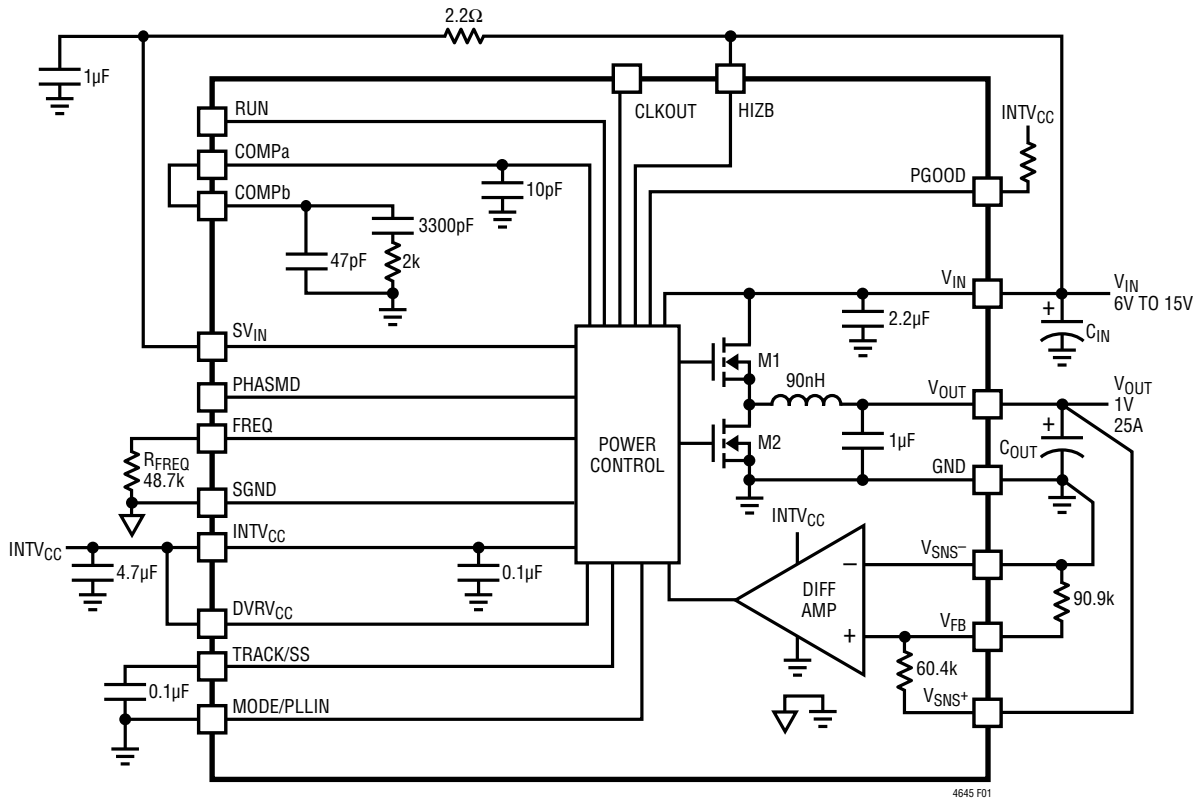 2.2Ω
1µF
CLKOUT
HIZB
INTVCC
RUN
COMPa
COMPb
10pF
PGOOD
3300pF
47pF
2k
VIN
VIN
6V TO 15V
2.2µF
CIN
SVIN
M1
PHASMD
90nH
VOUT
VOUT
1V
25A
FREQ
POWER
CONTROL
M2
1µF
COUT
RFREQ
48.7k
GND
SGND
INTVCC
INTVCC
INTVCC
4.7µF
0.1µF
VSNS–
–
DIFF
AMP
90.9k
DVRVCC
+
VFB
TRACK/SS
60.4k
0.1µF
VSNS+
MODE/PLLIN
+
+
4645 F01